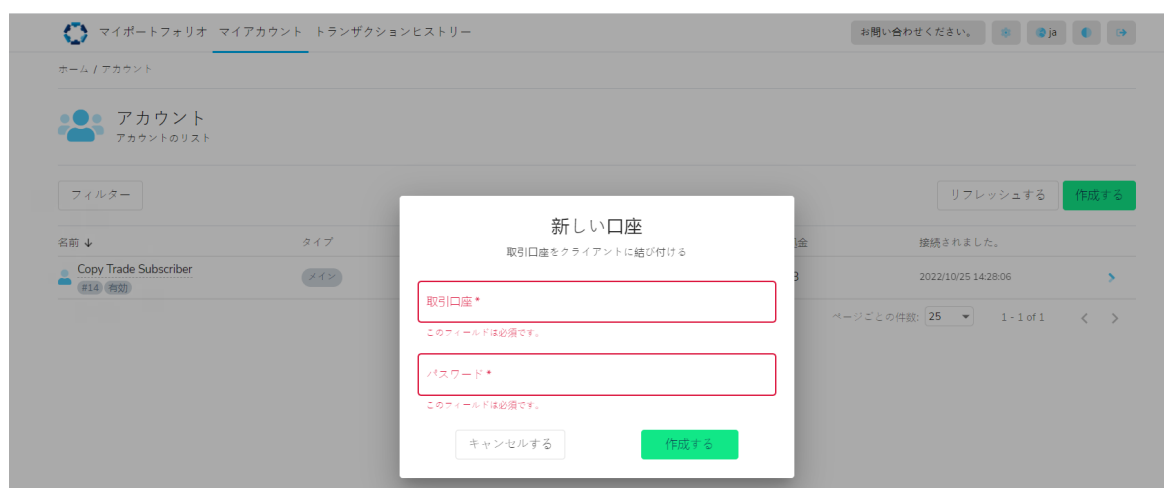 マイポートフォリオ マイアカウント トランザクションヒストリー お問い合わせください。 ja
ホーム / アカウント
アカウント
アカウントのリスト
フィルター リフレッシュする 作成する
名前 タイプ 金 接続されました。
Copy Trade Subscriber メイン 2022/10/25 14:28:06
#14 有効
ページごとの件数: 25 1 - 1 of 1
新しい口座
取引口座をクライアントに結び付ける
取引口座 *
このフィールドは必須です。
パスワード *
このフィールドは必須です。
キャンセルする 作成する